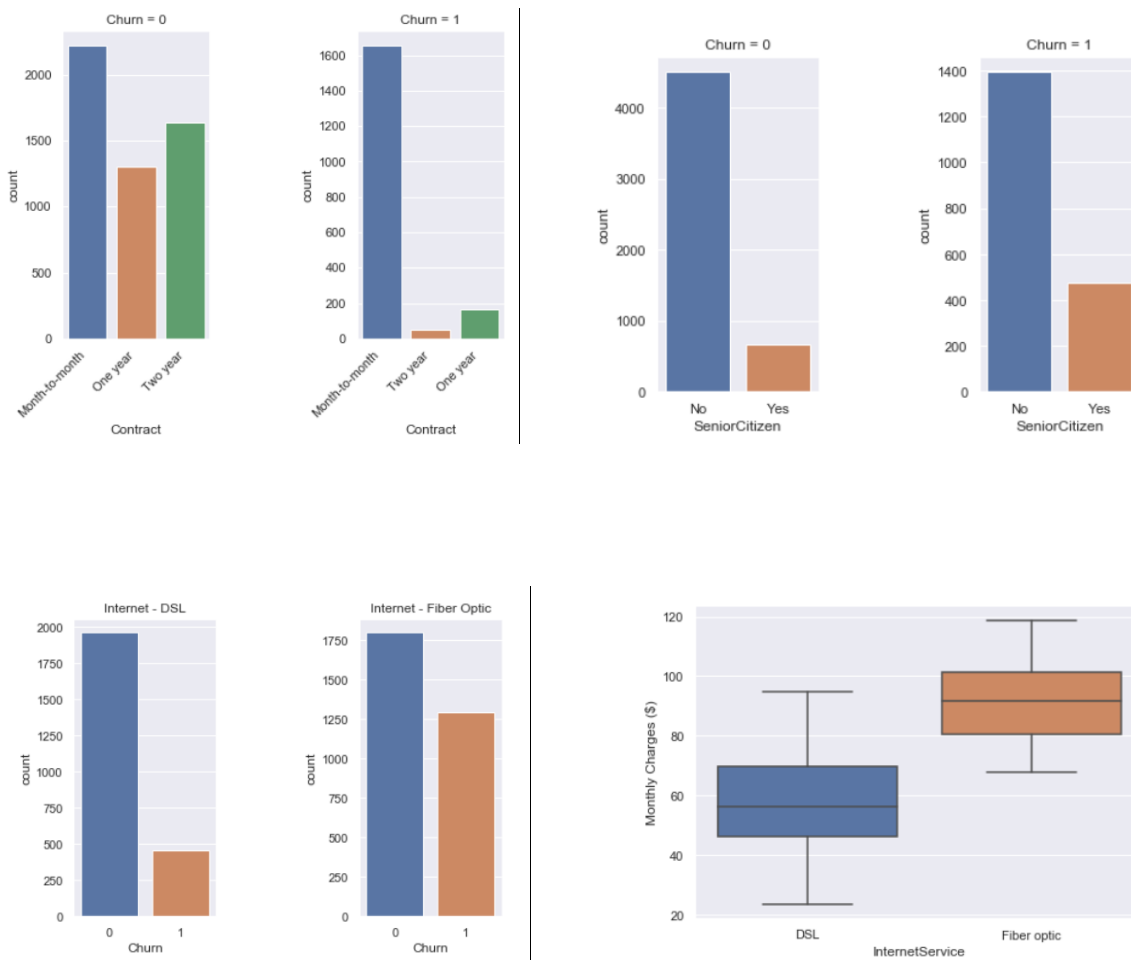 Churn = 0
2000
1500
1000
500
0
count
Month-to-month
One year
Two year
Contract
Churn = 1
1600
1400
1200
1000
800
600
400
200
0
count
Month-to-month
Two year
One year
Contract
Churn = 0
4000
3000
2000
1000
0
count
No Yes
SeniorCitizen
Churn = 1
1400
1200
1000
800
600
400
200
0
count
No Yes
SeniorCitizen
Internet - DSL
2000
1750
1500
1250
1000
750
500
250
0
count
0 1
Churn
Internet - Fiber Optic
1750
1500
1250
1000
750
500
250
0
count
0 1
Churn
120
100
80
60
40
20
Monthly Charges ($)
DSL Fiber optic
InternetService